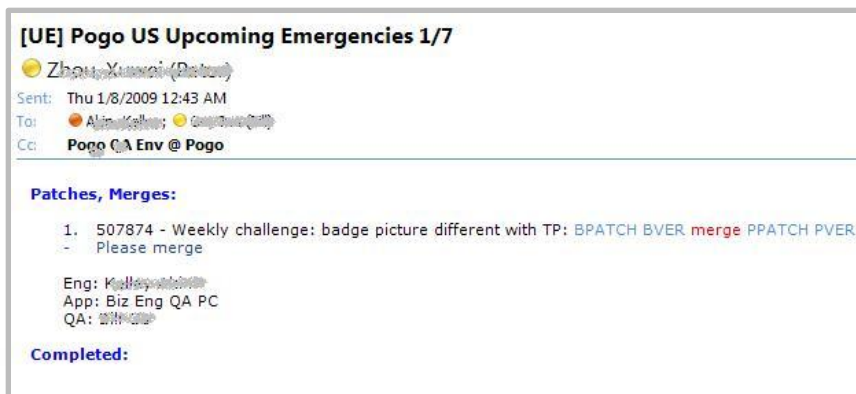 [UE] Pogo US Upcoming Emergencies 1/7
Sent: Thu 1/8/2009 12:43 AM
To:
Cc: Pogo QA Env @ Pogo
Patches, Merges:
1. 507874 - Weekly challenge: badge picture different with TP: BPATCH BVER merge PPATCH PVER
- Please merge
Eng:
App: Biz Eng QA PC
QA:
Completed: